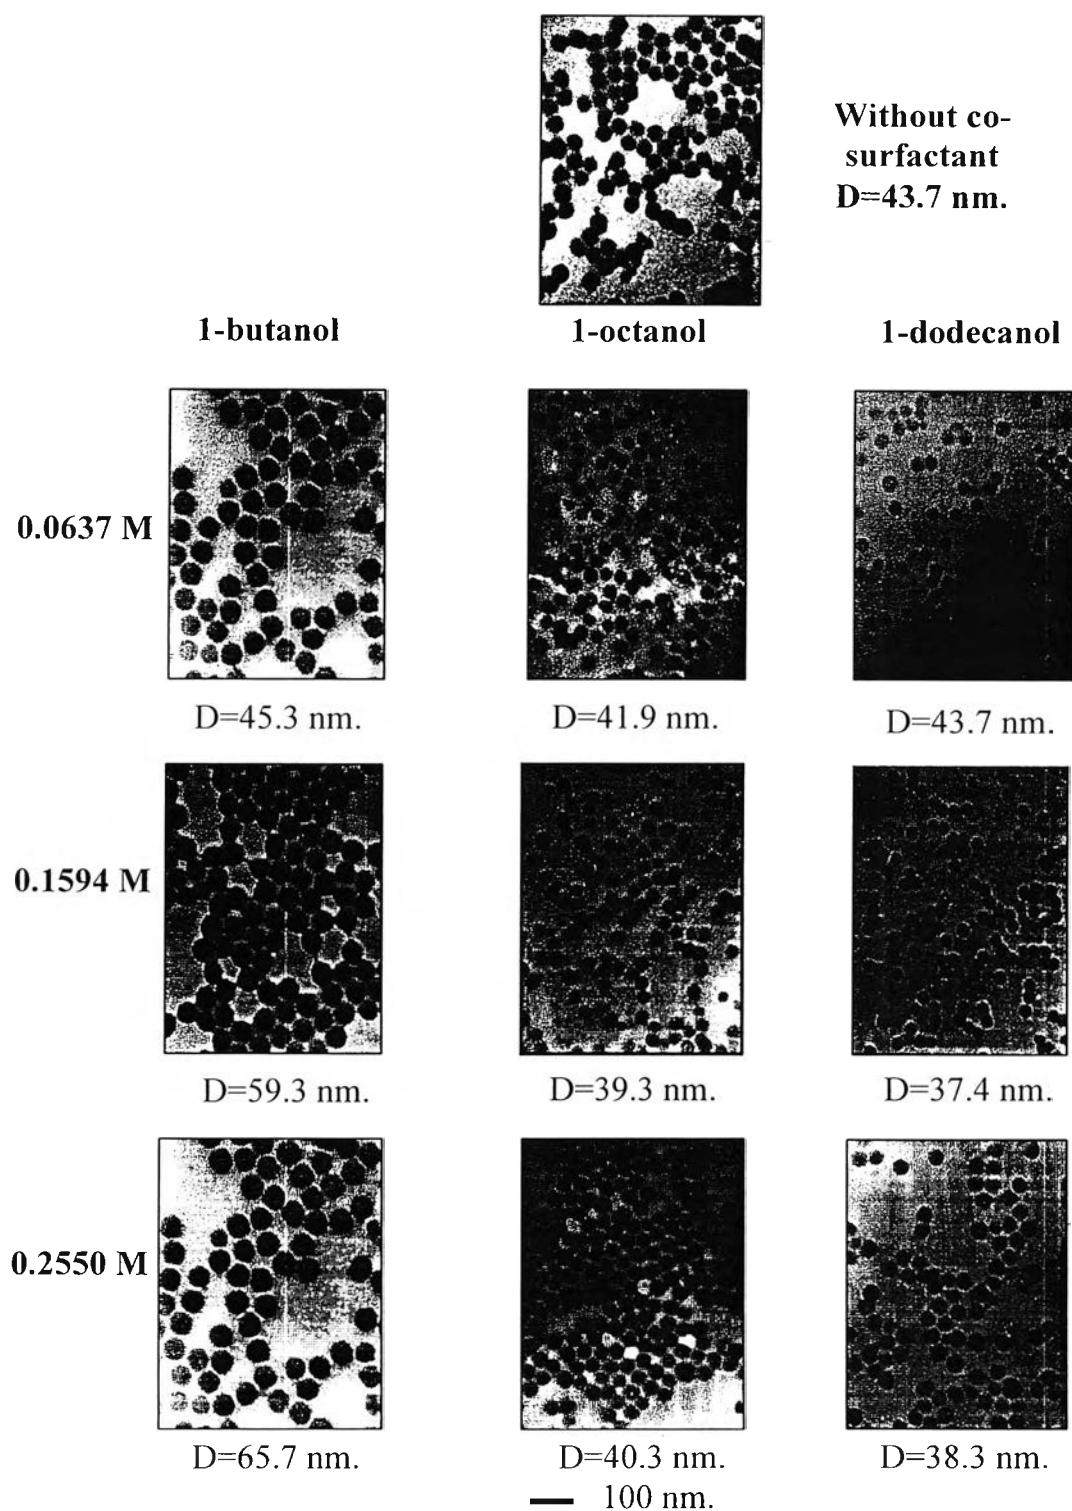 Without co-
surfactant
D=43.7 nm.
1-butanol 1-octanol 1-dodecanol
0.0637 M
D=45.3 nm. D=41.9 nm. D=43.7 nm.
0.1594 M
D=59.3 nm. D=39.3 nm. D=37.4 nm.
0.2550 M
D=65.7 nm. D=40.3 nm. D=38.3 nm.
100 nm.